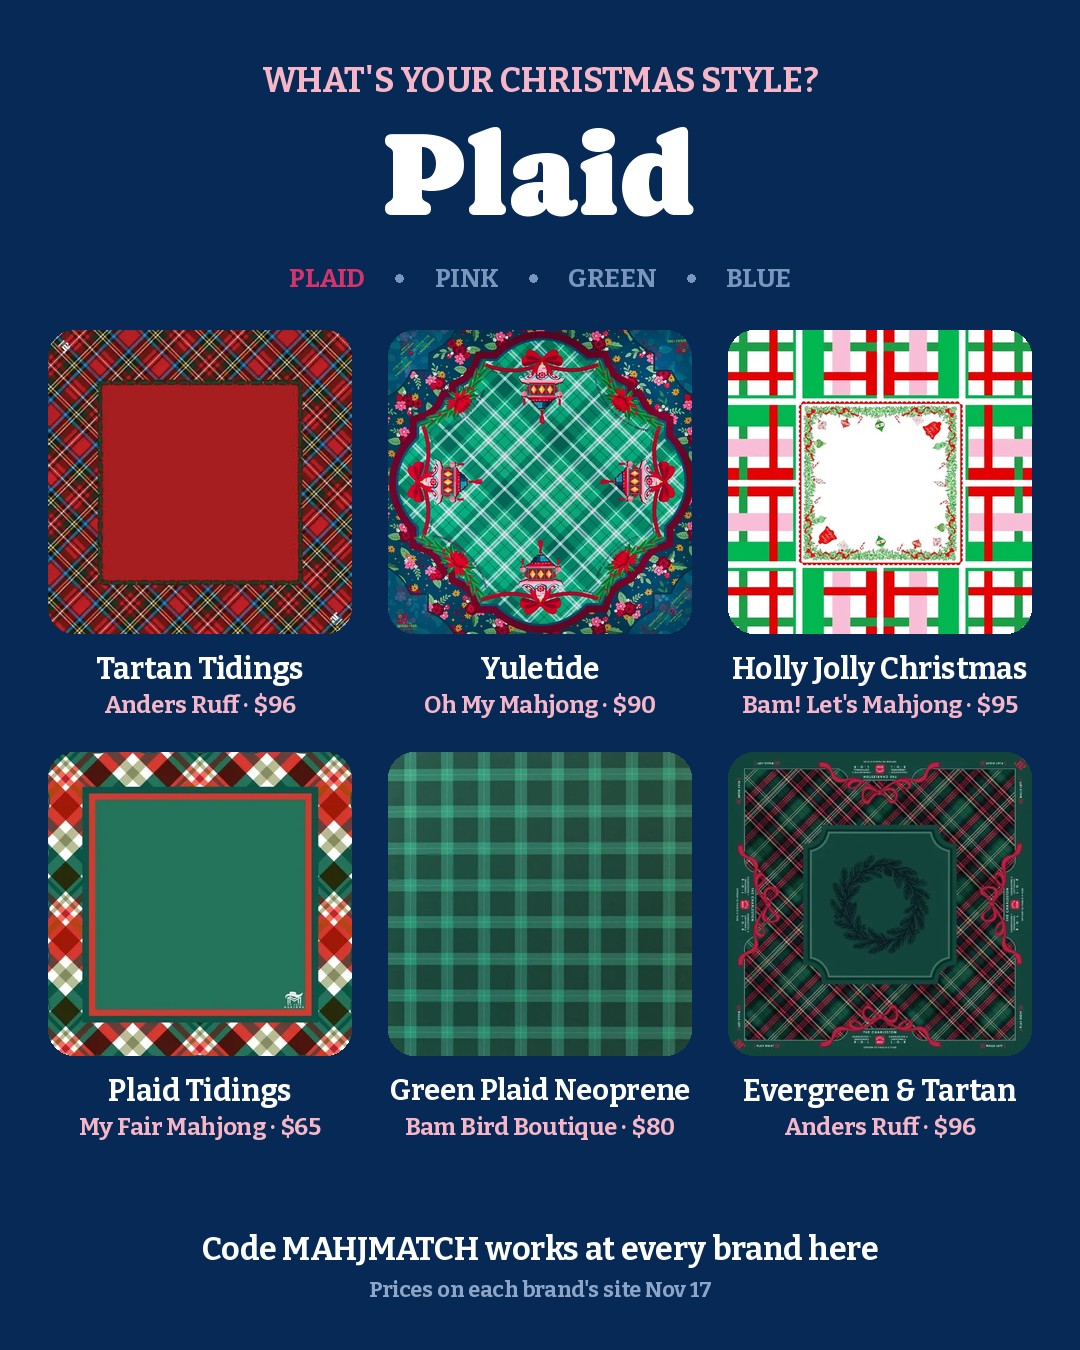 WHAT'S YOUR CHRISTMAS STYLE?
Plaid
PLAID • PINK • GREEN • BLUE
Tartan Tidings
Anders Ruff · $96
Yuletide
Oh My Mahjong · $90
Holly Jolly Christmas
Bam! Let's Mahjong · $95
Plaid Tidings
My Fair Mahjong · $65
Green Plaid Neoprene
Bam Bird Boutique · $80
Evergreen & Tartan
Anders Ruff · $96
Code MAHJMATCH works at every brand here
Prices on each brand's site Nov 17